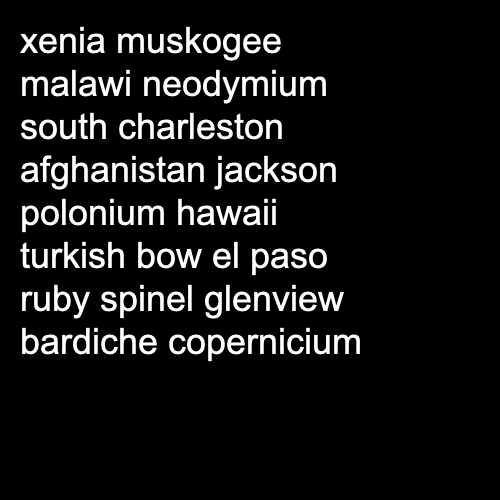 xenia muskogee
malawi neodymium
south charleston
afghanistan jackson
polonium hawaii
turkish bow el paso
ruby spinel glenview
bardiche copernicium